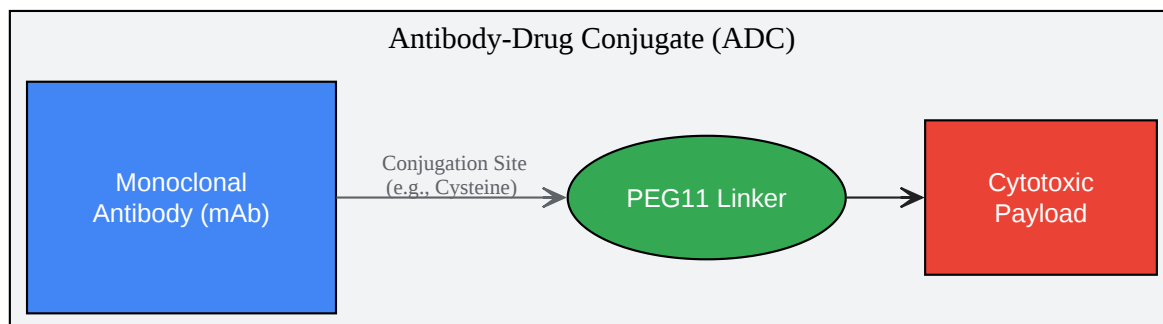 Antibody-Drug Conjugate (ADC)
Monoclonal
Antibody (mAb)
Conjugation Site
(e.g., Cysteine)
PEG11 Linker
Cytotoxic
Payload